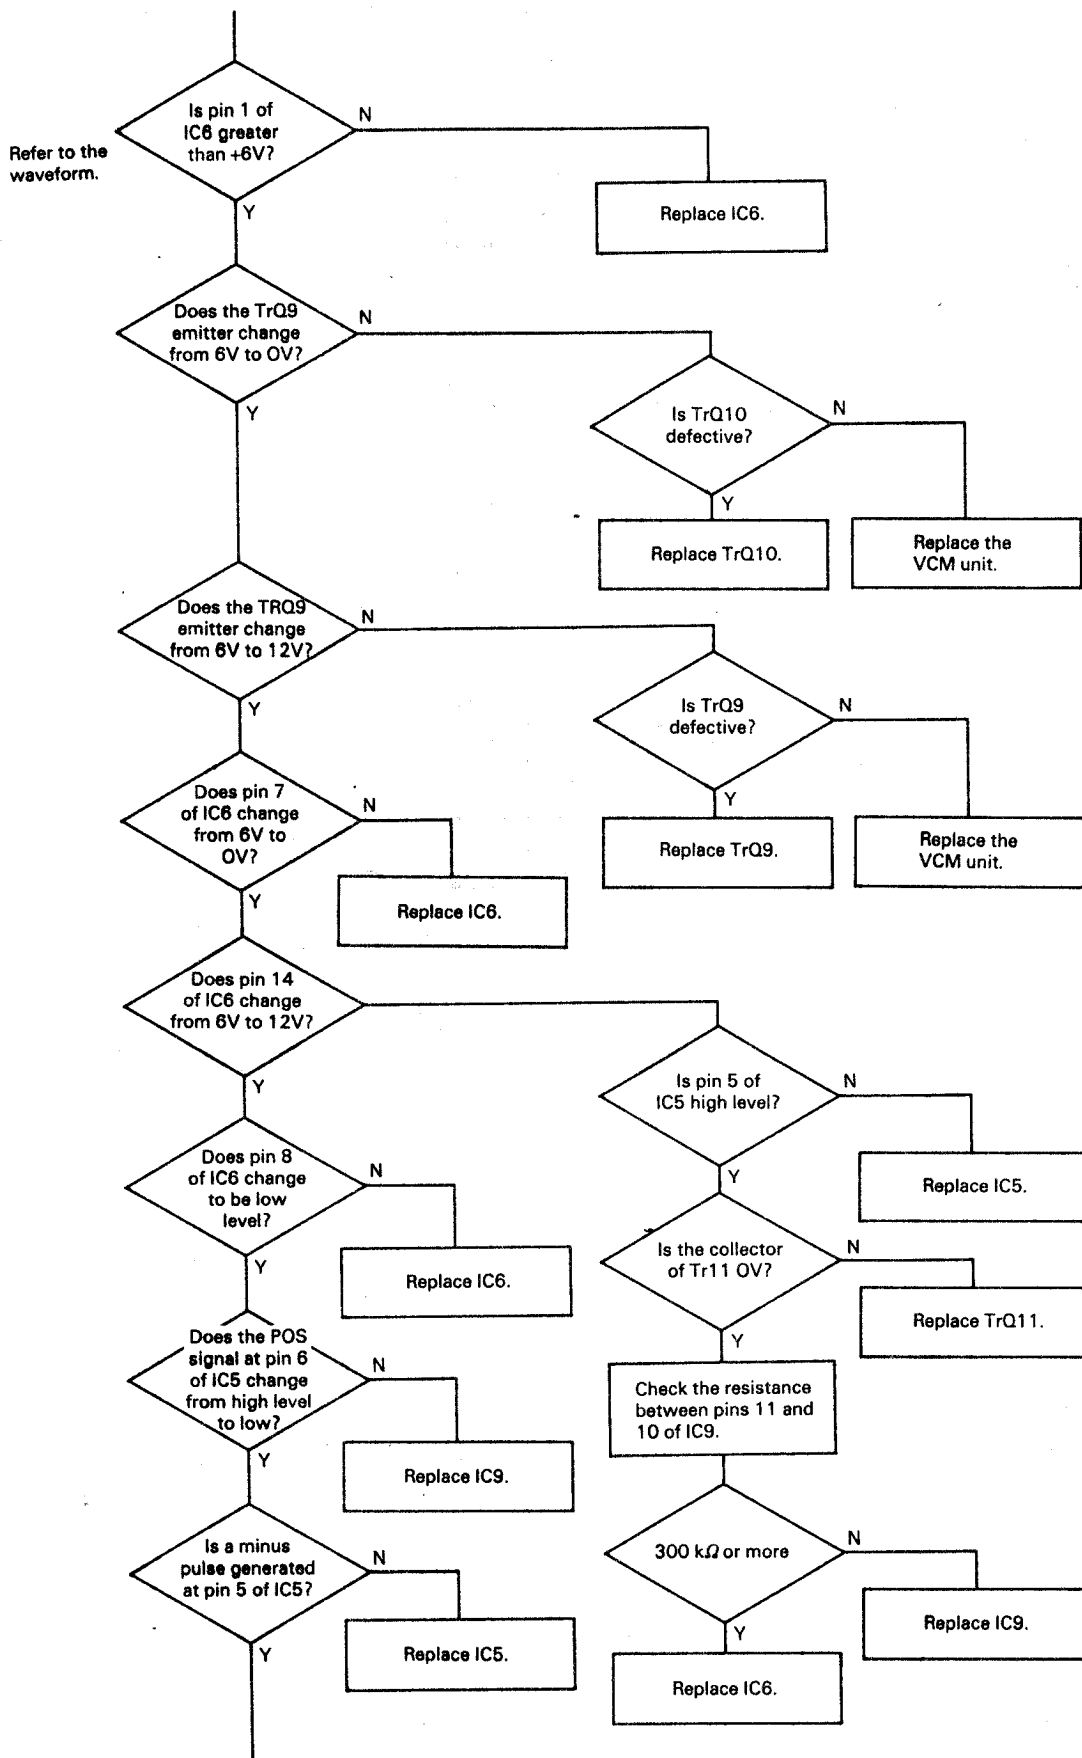 Is pin 1 of
IC6 greater
than +6V?
N
Refer to the
waveform.
Y
Replace IC6.
Does the TrQ9
emitter change
from 6V to 0V?
N
Y
Is TrQ10
defective?
N
Y
Replace TrQ10.
Replace the
VCM unit.
Does the TRQ9
emitter change
from 6V to 12V?
N
Y
Is TrQ9
defective?
N
Y
Replace TrQ9.
Replace the
VCM unit.
Does pin 7
of IC6 change
from 6V to
0V?
N
Y
Replace IC6.
Does pin 14
of IC6 change
from 6V to 12V?
Y
Is pin 5 of
IC5 high level?
N
Y
Replace IC5.
Does pin 8
of IC6 change
to be low
level?
N
Y
Replace IC6.
Is the collector
of Tr11 0V?
N
Y
Replace TrQ11.
Does the POS
signal at pin 6
of IC5 change
from high level
to low?
N
Y
Replace IC9.
Check the resistance
between pins 11 and
10 of IC9.
Is a minus
pulse generated
at pin 5 of IC5?
N
Y
Replace IC5.
300 kΩ or more
N
Y
Replace IC9.
Replace IC6.